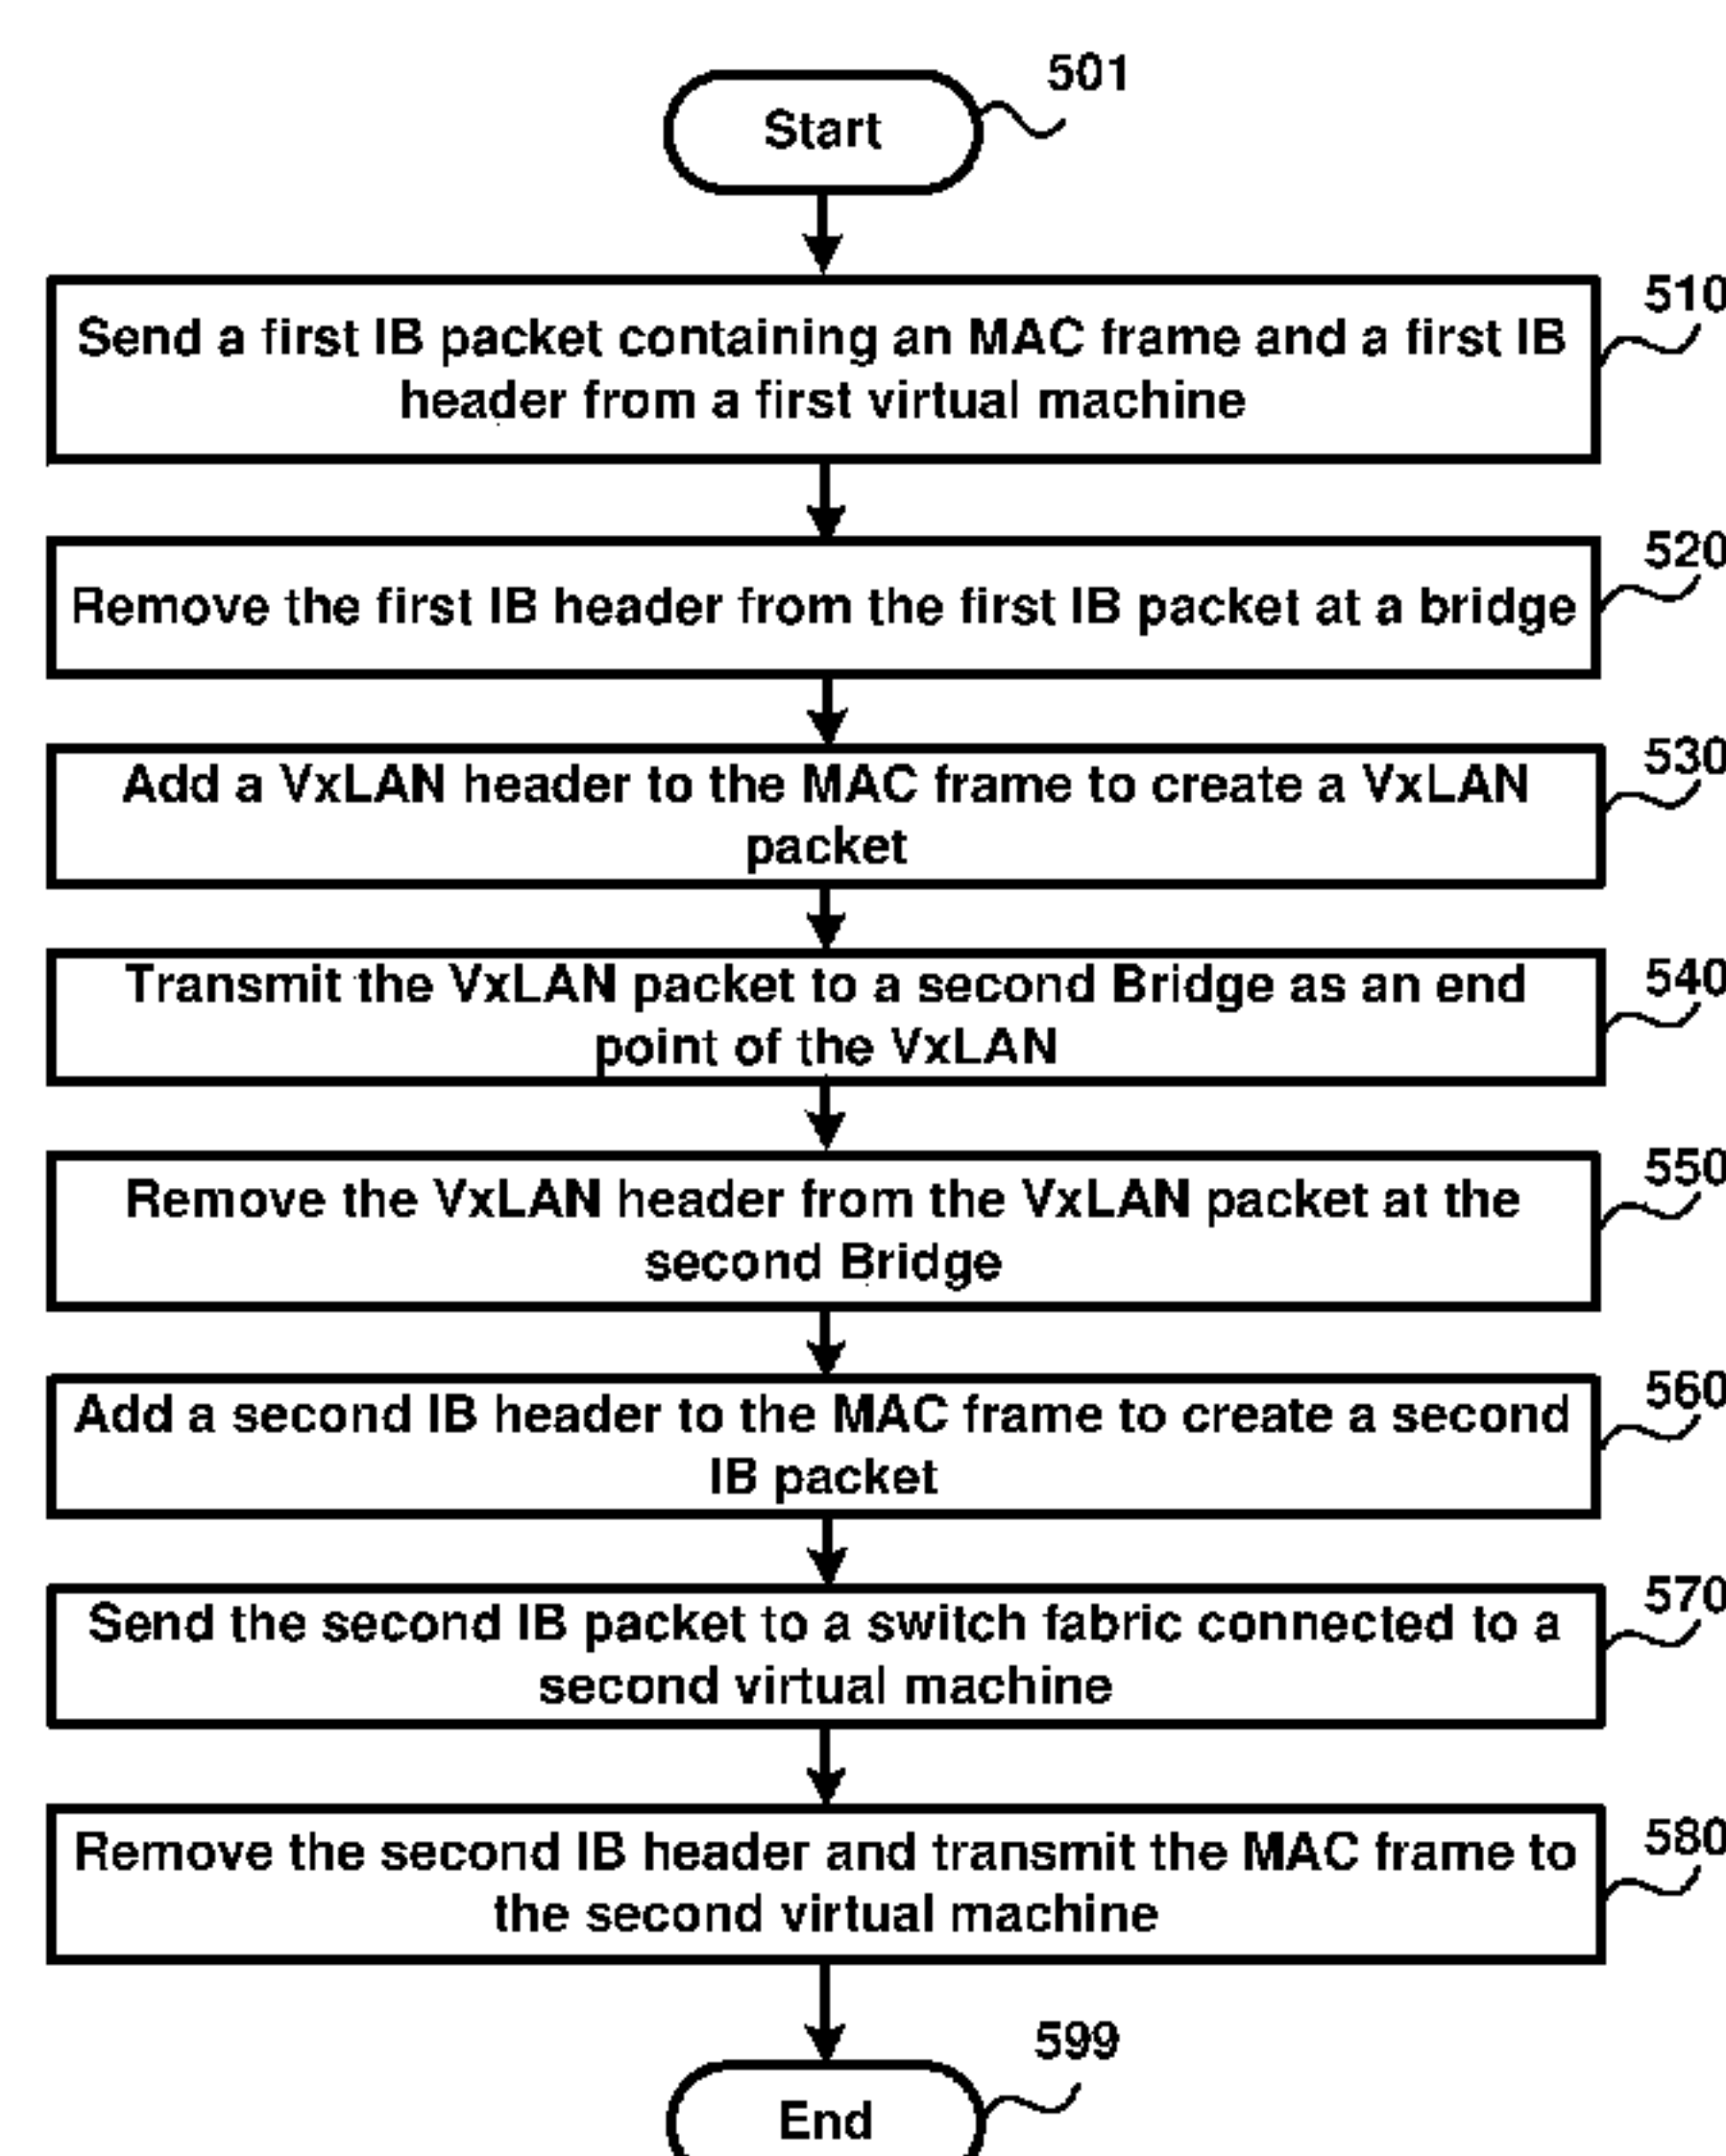 501
Start
510
Send a first IB packet containing an MAC frame and a first IB
header from a first virtual machine
520
Remove the first IB header from the first IB packet at a bridge
530
Add a VxLAN header to the MAC frame to create a VxLAN
packet
540
Transmit the VxLAN packet to a second Bridge as an end
point of the VxLAN
550
Remove the VxLAN header from the VxLAN packet at the
second Bridge
560
Add a second IB header to the MAC frame to create a second
IB packet
570
Send the second IB packet to a switch fabric connected to a
second virtual machine
580
Remove the second IB header and transmit the MAC frame to
the second virtual machine
599
End